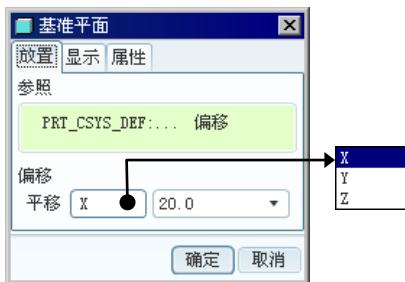 基准平面
放置 显示 属性
参照
PRT_CSYS_DEF:... 偏移
偏移
平移 X 20.0
X
Y
Z
确定 取消